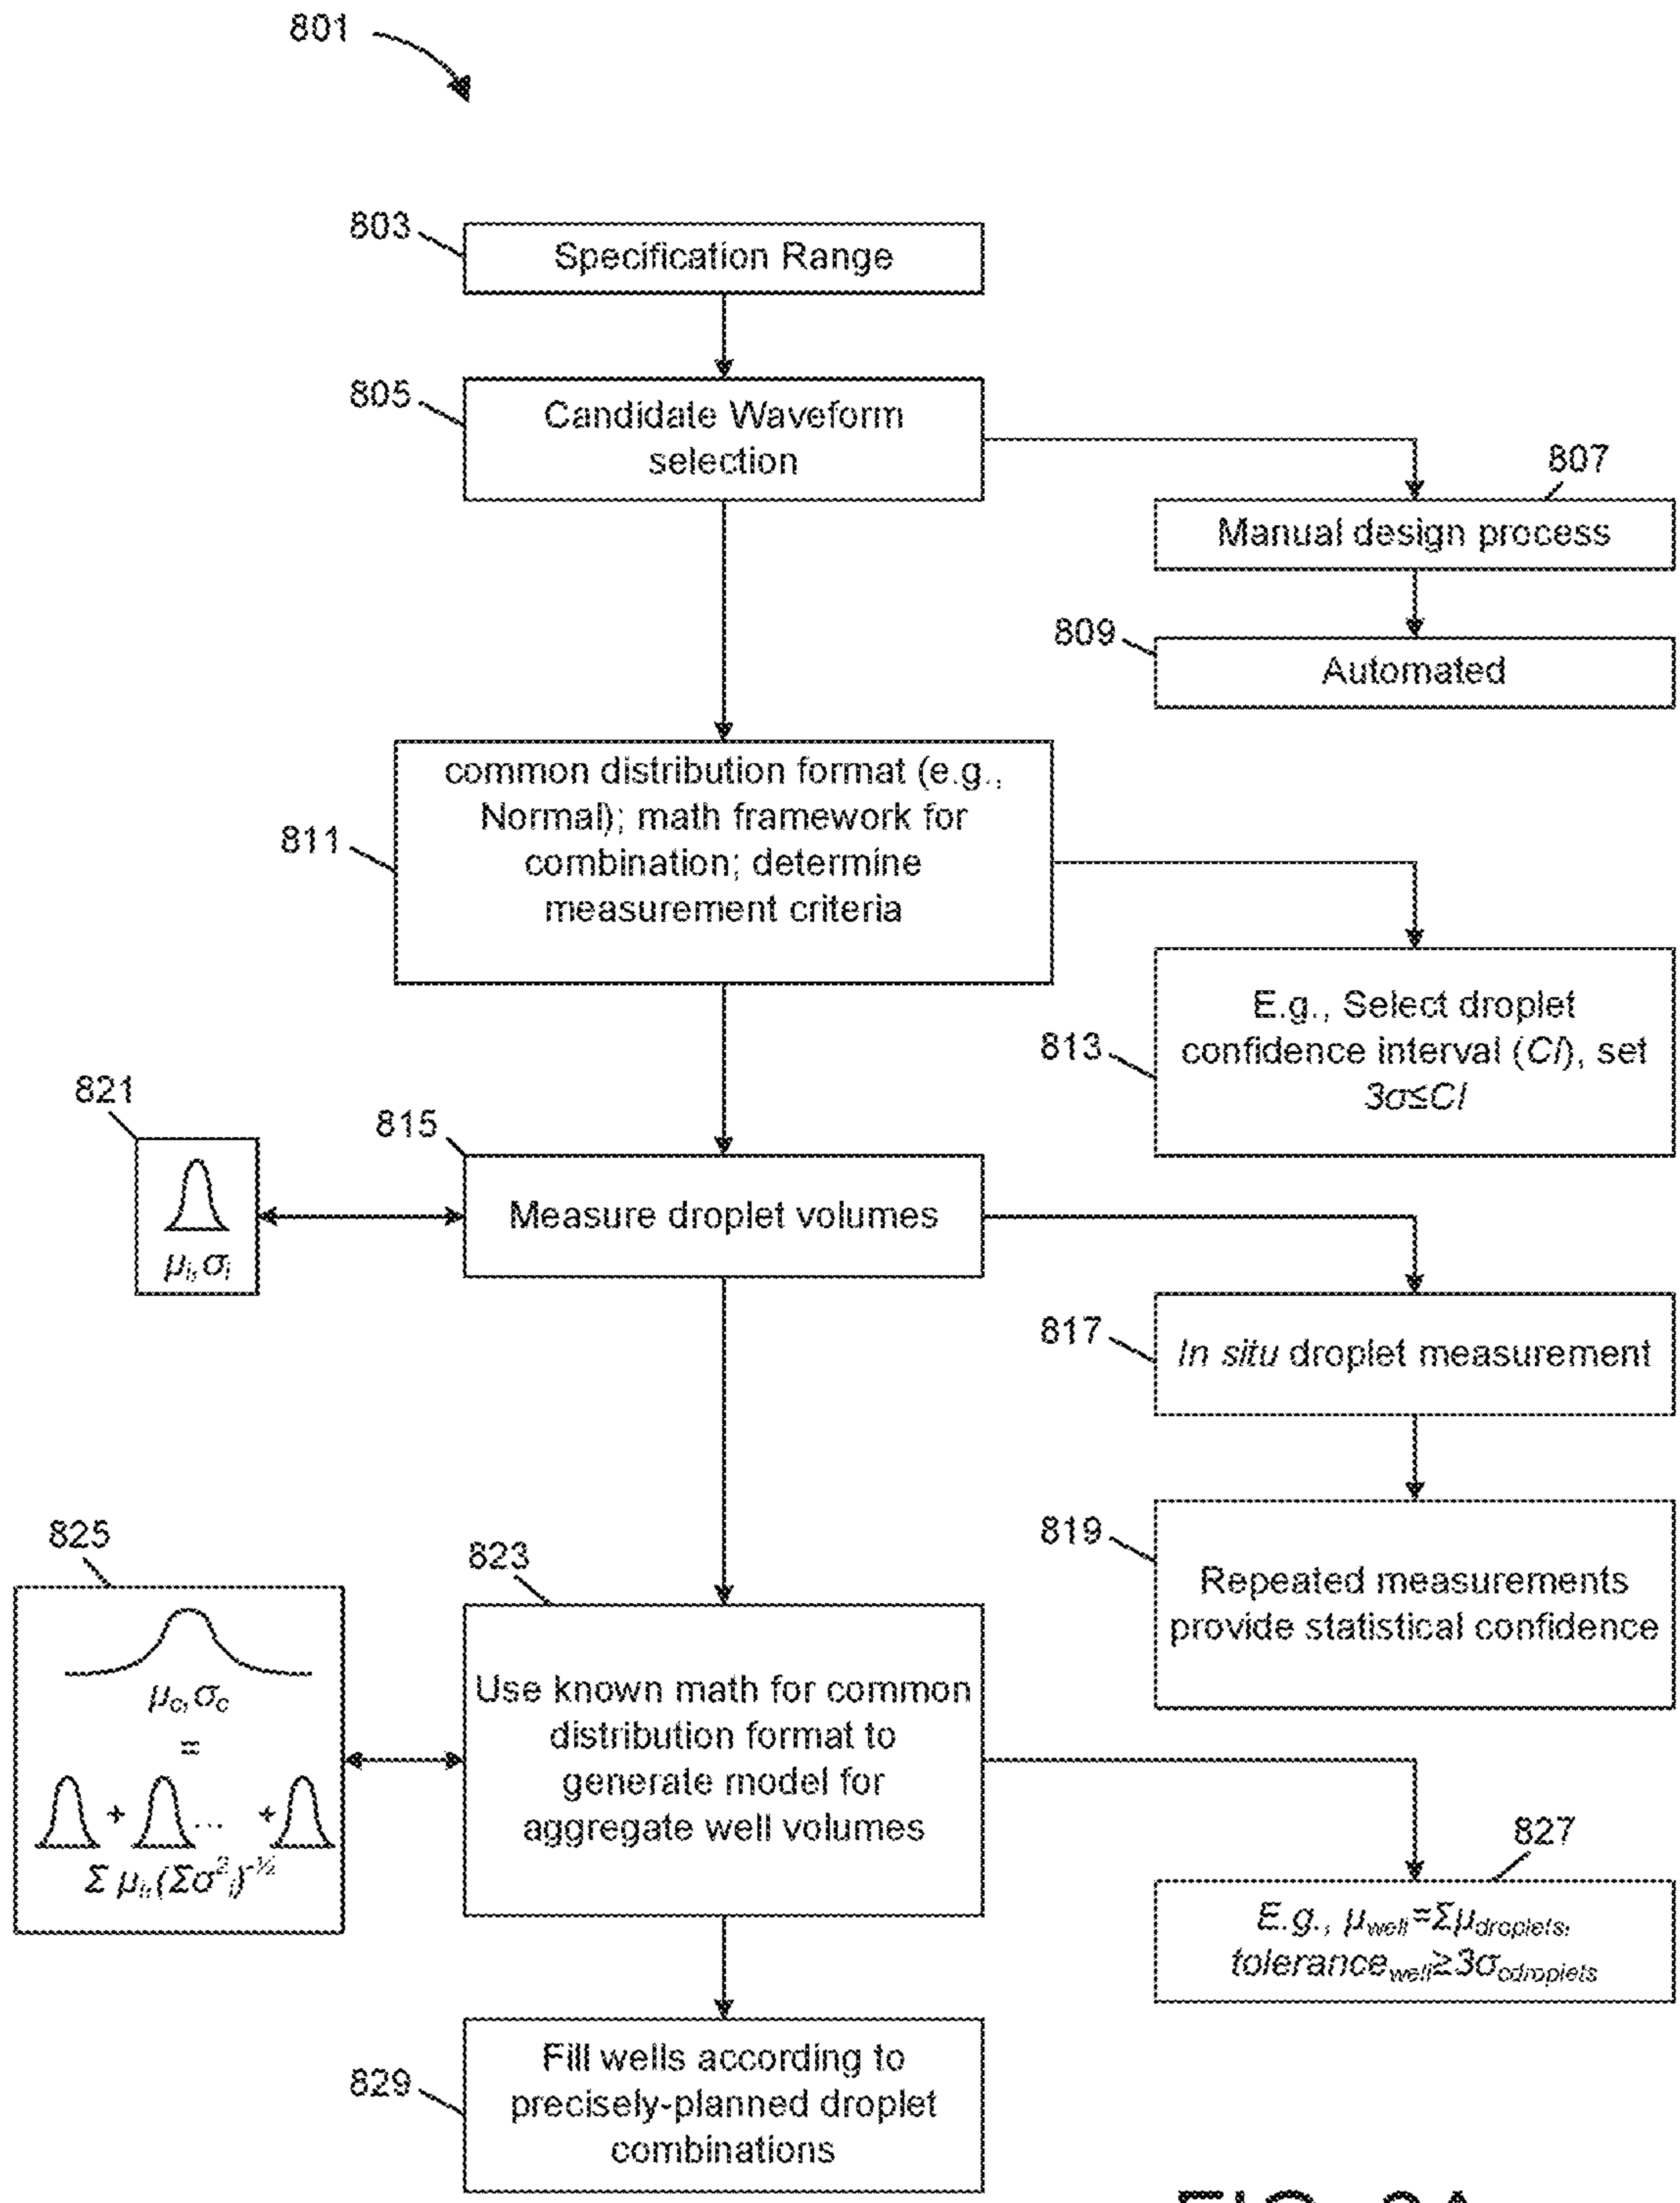 801
803
Specification Range
805
Candidate Waveform
selection
807
Manual design process
809
Automated
811
common distribution format (e.g.,
Normal); math framework for
combination; determine
measurement criteria
813
E.g., Select droplet
confidence interval (CI), set
3σ≤CI
821
μi, σi
815
Measure droplet volumes
817
In situ droplet measurement
819
Repeated measurements
provide statistical confidence
825
μc, σc
=
+ ... +
Σ μi, (Σσ²i)^-½
823
Use known math for common
distribution format to
generate model for
aggregate well volumes
827
E.g., μwell=Σμdroplets,
tolerancewell≥3σcdroplets
829
Fill wells according to
precisely-planned droplet
combinations